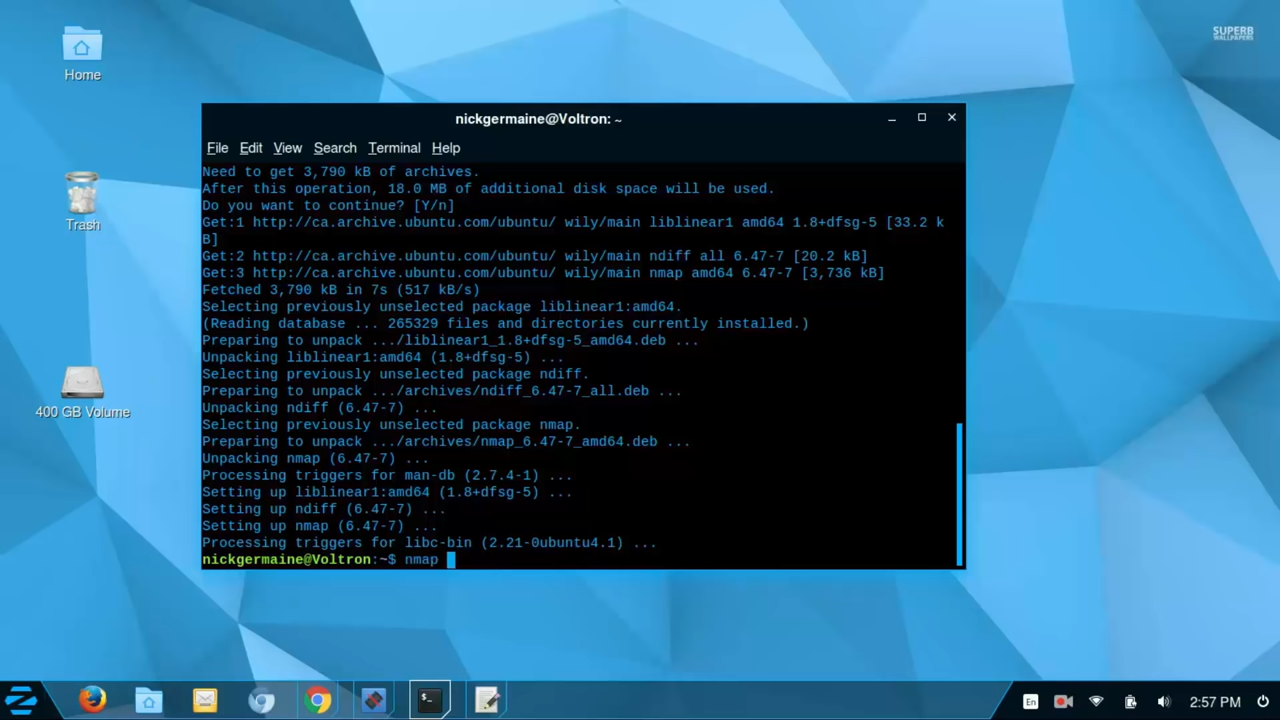 SUPERB
WALLPAPERS
Home
Trash
400 GB Volume
nickgermaine@Voltron: ~
File Edit View Search Terminal Help
Need to get 3,790 kB of archives.
After this operation, 18.0 MB of additional disk space will be used.
Do you want to continue? [Y/n]
Get:1 http://ca.archive.ubuntu.com/ubuntu/ wily/main liblinear1 amd64 1.8+dfsg-5 [33.2 k
B]
Get:2 http://ca.archive.ubuntu.com/ubuntu/ wily/main ndiff all 6.47-7 [20.2 kB]
Get:3 http://ca.archive.ubuntu.com/ubuntu/ wily/main nmap amd64 6.47-7 [3,736 kB]
Fetched 3,790 kB in 7s (517 kB/s)
Selecting previously unselected package liblinear1:amd64.
(Reading database ... 265329 files and directories currently installed.)
Preparing to unpack .../liblinear1_1.8+dfsg-5_amd64.deb ...
Unpacking liblinear1:amd64 (1.8+dfsg-5) ...
Selecting previously unselected package ndiff.
Preparing to unpack .../archives/ndiff_6.47-7_all.deb ...
Unpacking ndiff (6.47-7) ...
Selecting previously unselected package nmap.
Preparing to unpack .../archives/nmap_6.47-7_amd64.deb ...
Unpacking nmap (6.47-7) ...
Processing triggers for man-db (2.7.4-1) ...
Setting up liblinear1:amd64 (1.8+dfsg-5) ...
Setting up ndiff (6.47-7) ...
Setting up nmap (6.47-7) ...
Processing triggers for libc-bin (2.21-0ubuntu4.1) ...
nickgermaine@Voltron:~$ nmap
En 2:57 PM